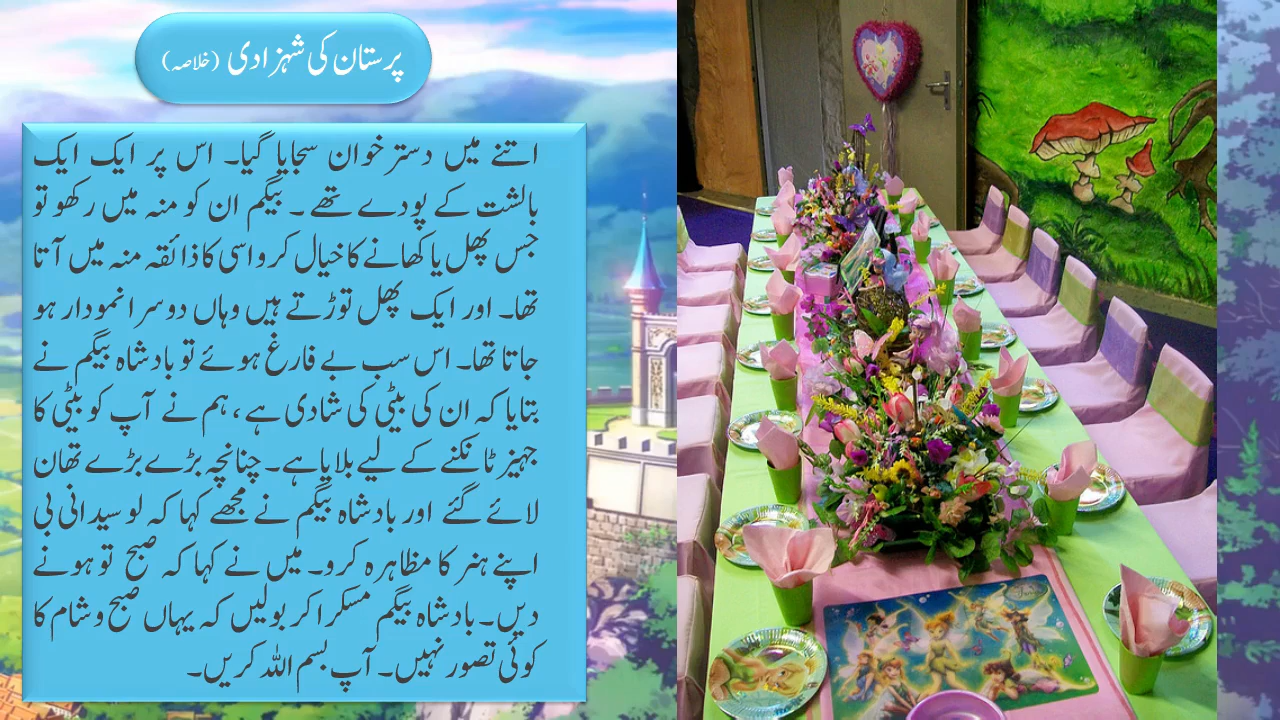 پرستان کی شہزادی (خلاصہ)
اتنے میں دستر خوان سجایا گیا۔ اس پر ایک ایک
بالشت کے پودے تھے ۔ بیگم ان کو منہ میں رکھو تو
جس پھل یا کھانے کا خیال کرو اسی کا ذائقہ منہ میں آتا
تھا۔ اور ایک پھل توڑتے ہیں وہاں دوسرا نمودار ہو
جاتا تھا۔ اس سب بے فارغ ہوئے تو بادشاہ بیگم نے
بتایا کہ ان کی بیٹی کی شادی ہے ، ہم نے آپ کو بیٹی کا
جہیز ٹانکنے کے لیے بلایا ہے۔ چنانچہ بڑے بڑے تھان
لائے گئے اور بادشاہ بیگم نے مجھے کہا کہ لو سیدانی بی
اپنے ہنر کا مظاہرہ کرو۔ میں نے کہا کہ صبح تو ہونے
دیں۔ بادشاہ بیگم مسکرا کر بولیں کہ یہاں صبح و شام کا
کوئی تصور نہیں۔ آپ بسم اللہ کریں۔